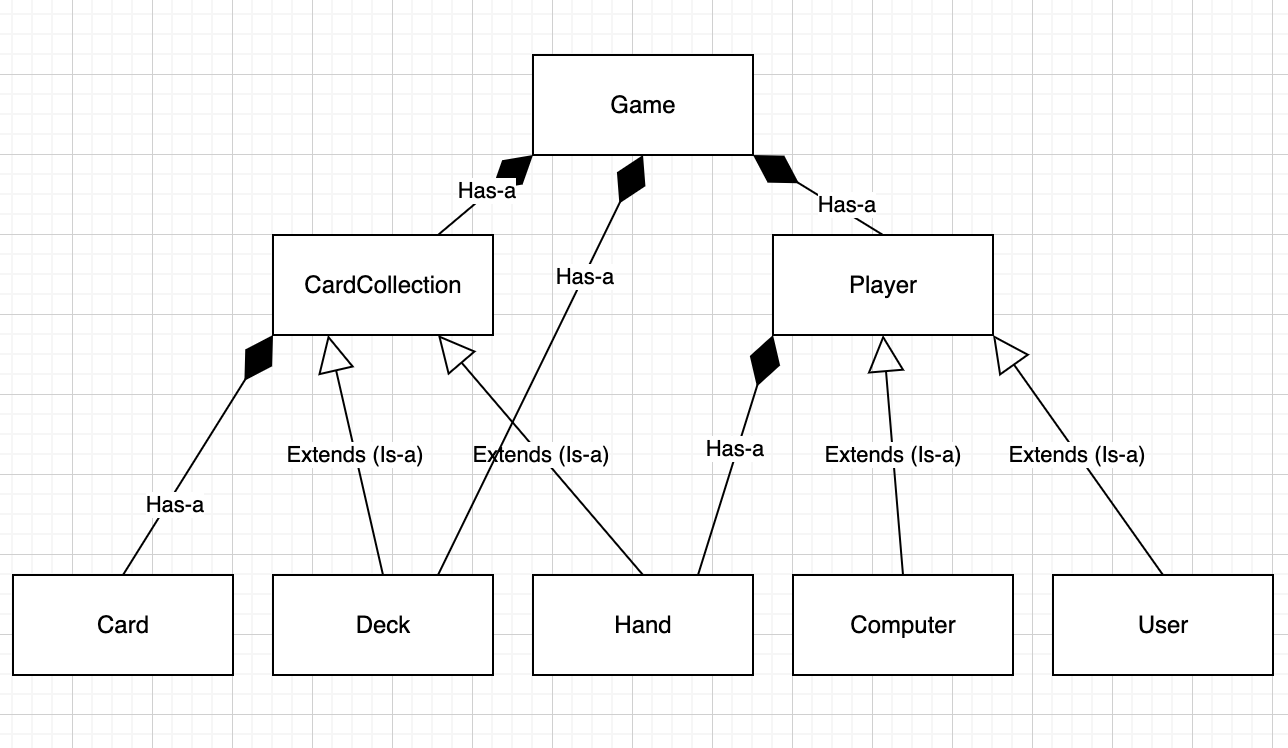 Game
Has-a
Has-a
Has-a
CardCollection
Player
Extends (Is-a)
Extends (Is-a)
Has-a
Extends (Is-a)
Extends (Is-a)
Has-a
Card
Deck
Hand
Computer
User